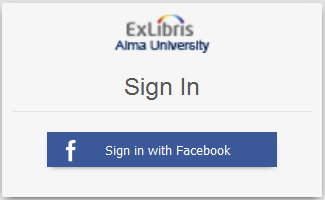 ExLibris
Alma University
Sign In
f Sign in with Facebook